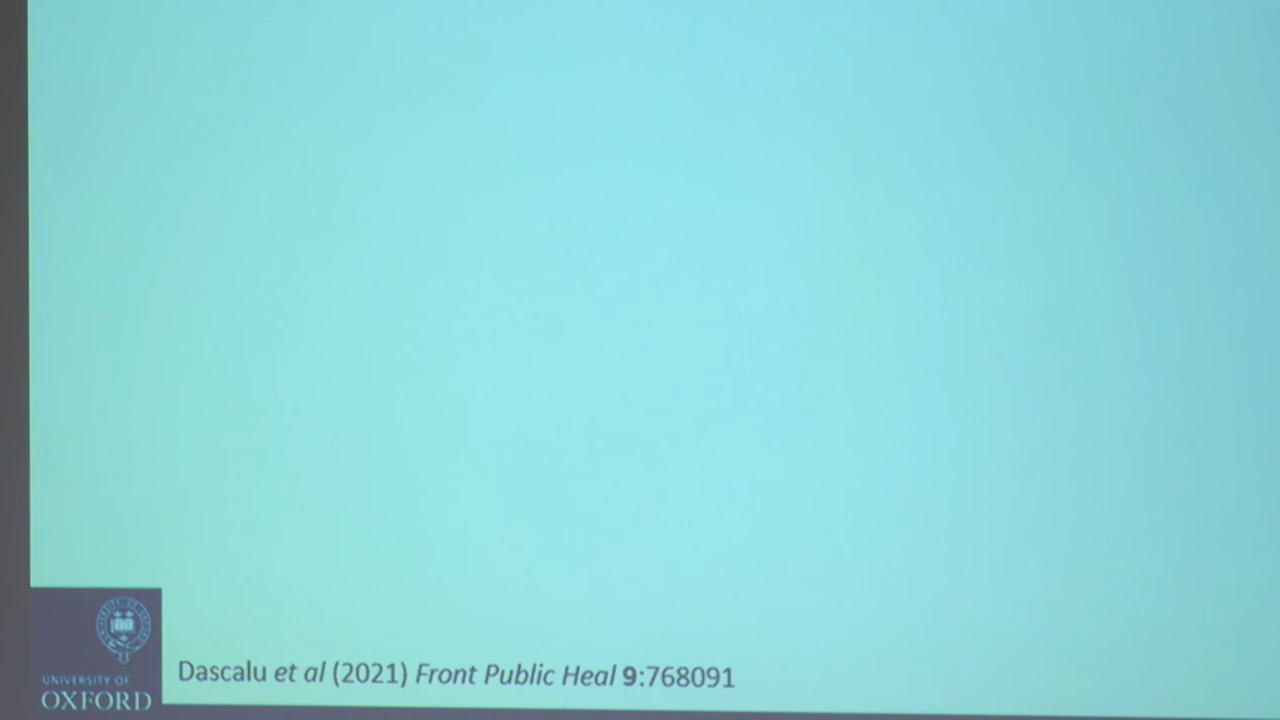 UNIVERSITY OF
OXFORD
Dascalu et al (2021) Front Public Heal 9:768091